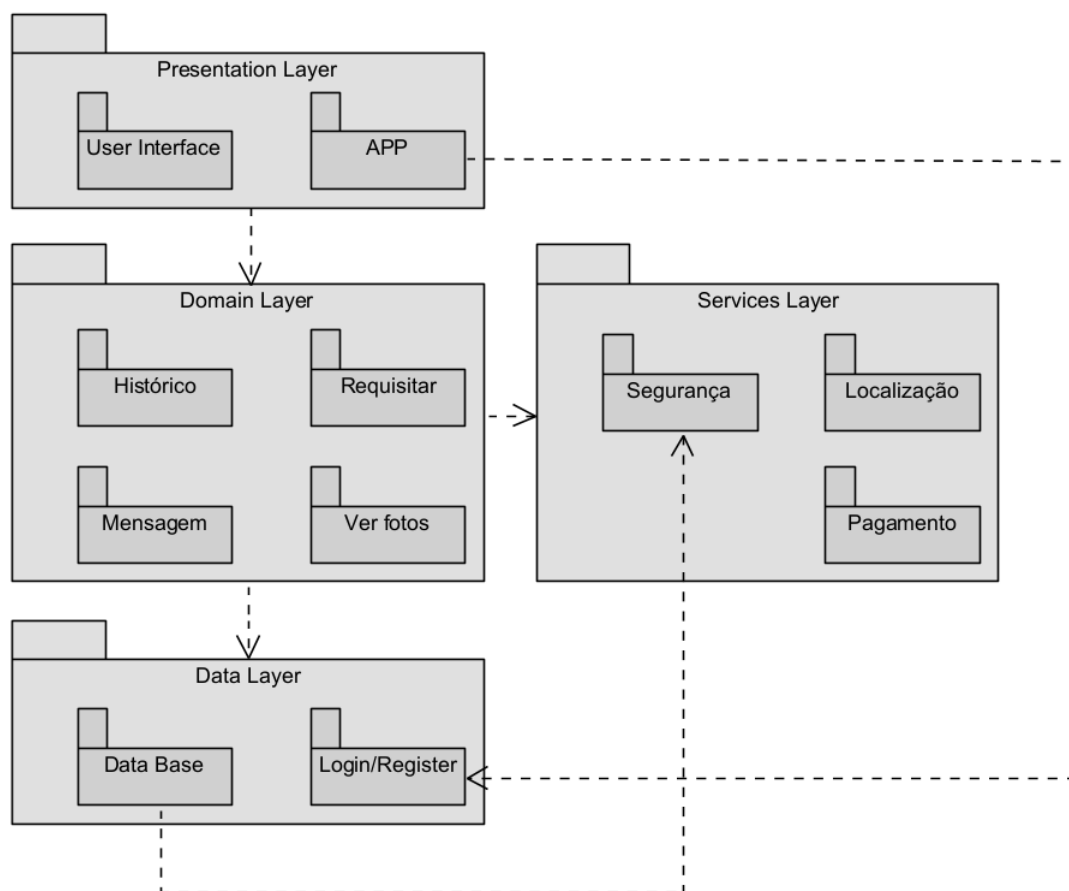 Presentation Layer
User Interface
APP
Domain Layer
Histórico
Requisitar
Mensagem
Ver fotos
Services Layer
Segurança
Localização
Pagamento
Data Layer
Data Base
Login/Register